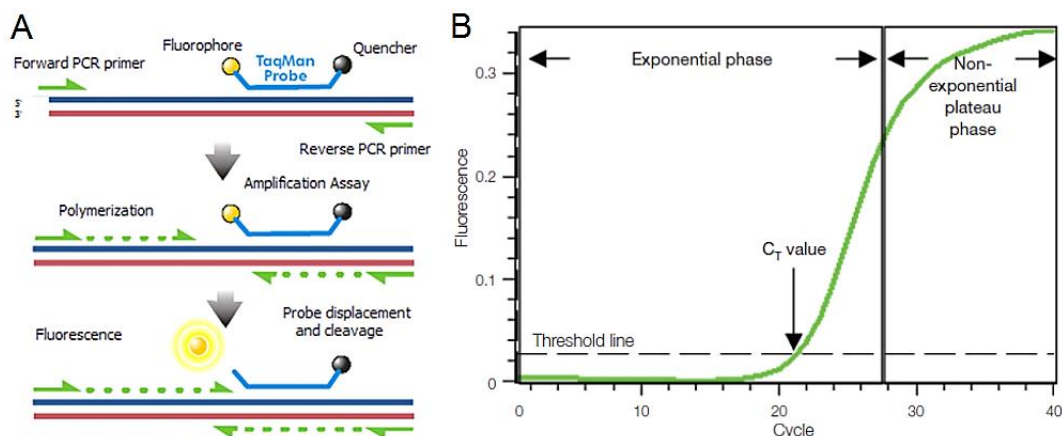 A
Fluorophore
Quencher
TaqMan
Probe
Forward PCR primer
5'
3'
Reverse PCR primer
Amplification Assay
Polymerization
Probe displacement
and cleavage
Fluorescence
B
Exponential phase
Non-
exponential
plateau
phase
0.3
0.2
0.1
0
Fluorescence
CT value
Threshold line
0
10
20
30
40
Cycle